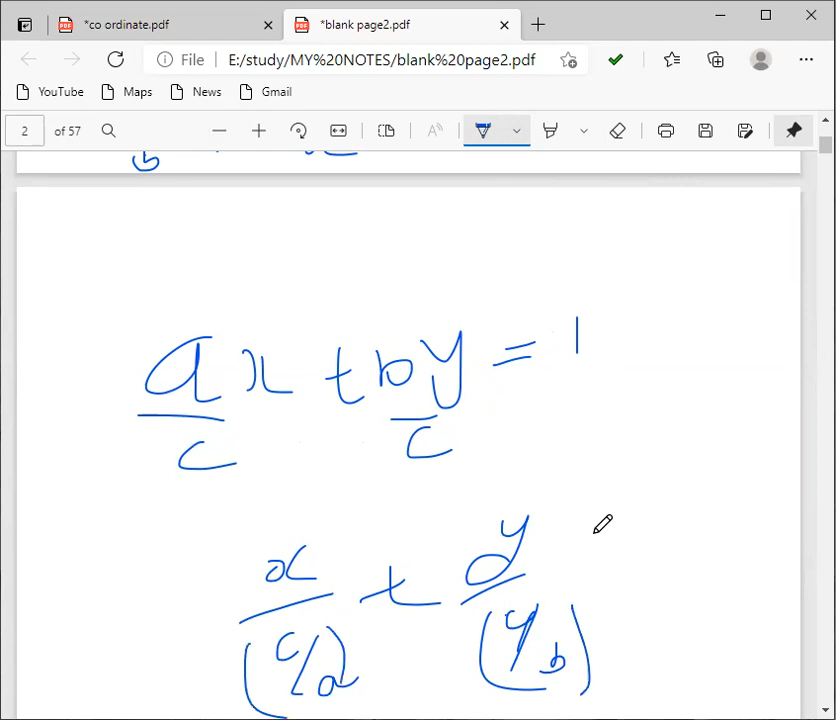 *co ordinate.pdf
*blank page2.pdf
File
E:/study/MY%20NOTES/blank%20page2.pdf
YouTube
Maps
News
Gmail
2 of 57
b
ax + by = 1
c c
x + y
(c/a) (c/b)